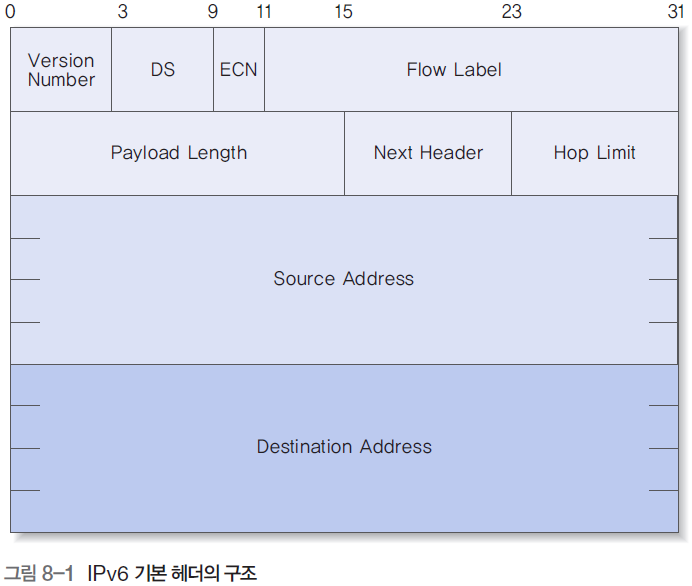 0 3 9 11 15 23 31
Version
Number
DS
ECN
Flow Label
Payload Length
Next Header
Hop Limit
Source Address
Destination Address
그림 8-1 IPv6 기본 헤더의 구조